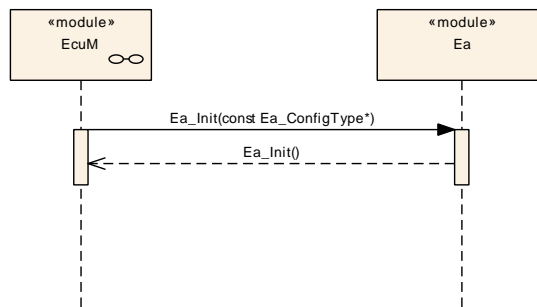 «module»
EcuM
«module»
Ea
Ea_Init(const Ea_ConfigType*)
Ea_Init()